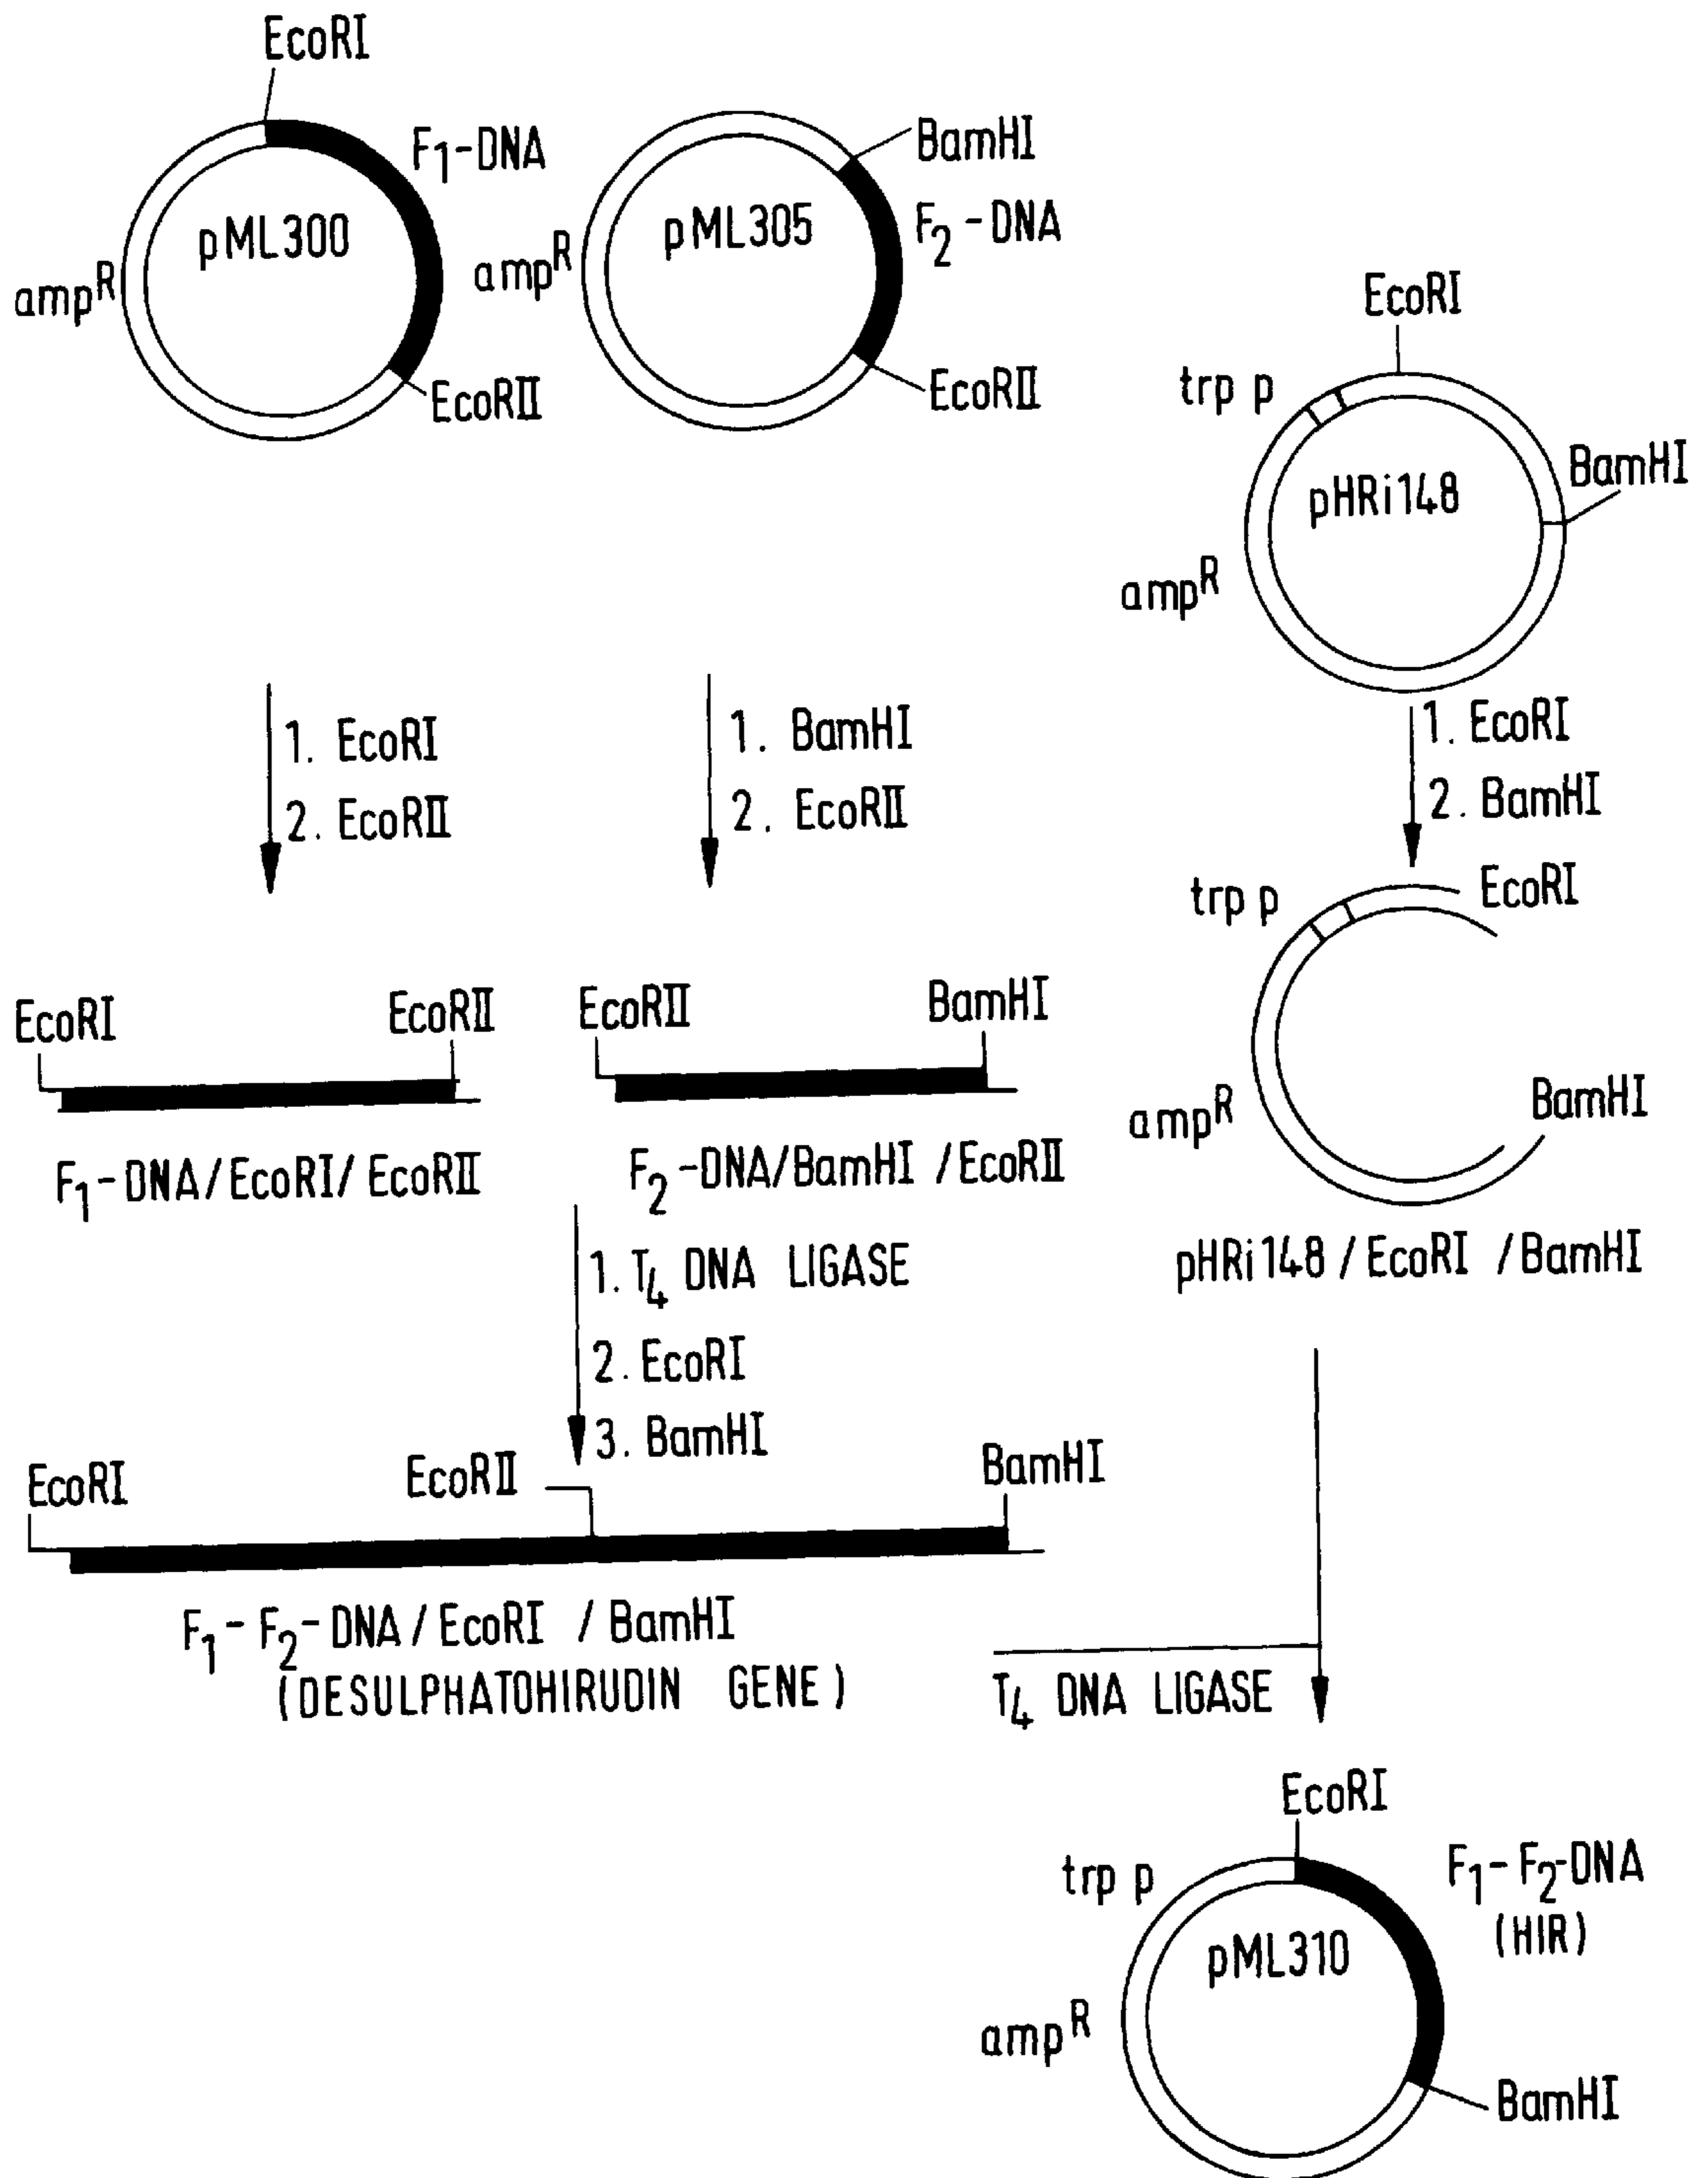 EcoRI
F1-DNA
pML300
ampR
EcoRII
BamHI
F2-DNA
pML305
ampR
EcoRII
EcoRI
trp p
BamHI
pHRi148
ampR
1. EcoRI
2. EcoRII
1. BamHI
2. EcoRII
1. EcoRI
2. BamHI
trp p
EcoRI
ampR
BamHI
pHRi148/EcoRI/BamHI
EcoRI
EcoRII
F1-DNA/EcoRI/EcoRII
EcoRII
BamHI
F2-DNA/BamHI/EcoRII
1. T4 DNA LIGASE
2. EcoRI
3. BamHI
EcoRI
EcoRII
BamHI
F1-F2-DNA/EcoRI/BamHI
(DESULPHATOHIRUDIN GENE)
T4 DNA LIGASE
EcoRI
trp p
F1-F2-DNA
(HIR)
pML310
ampR
BamHI